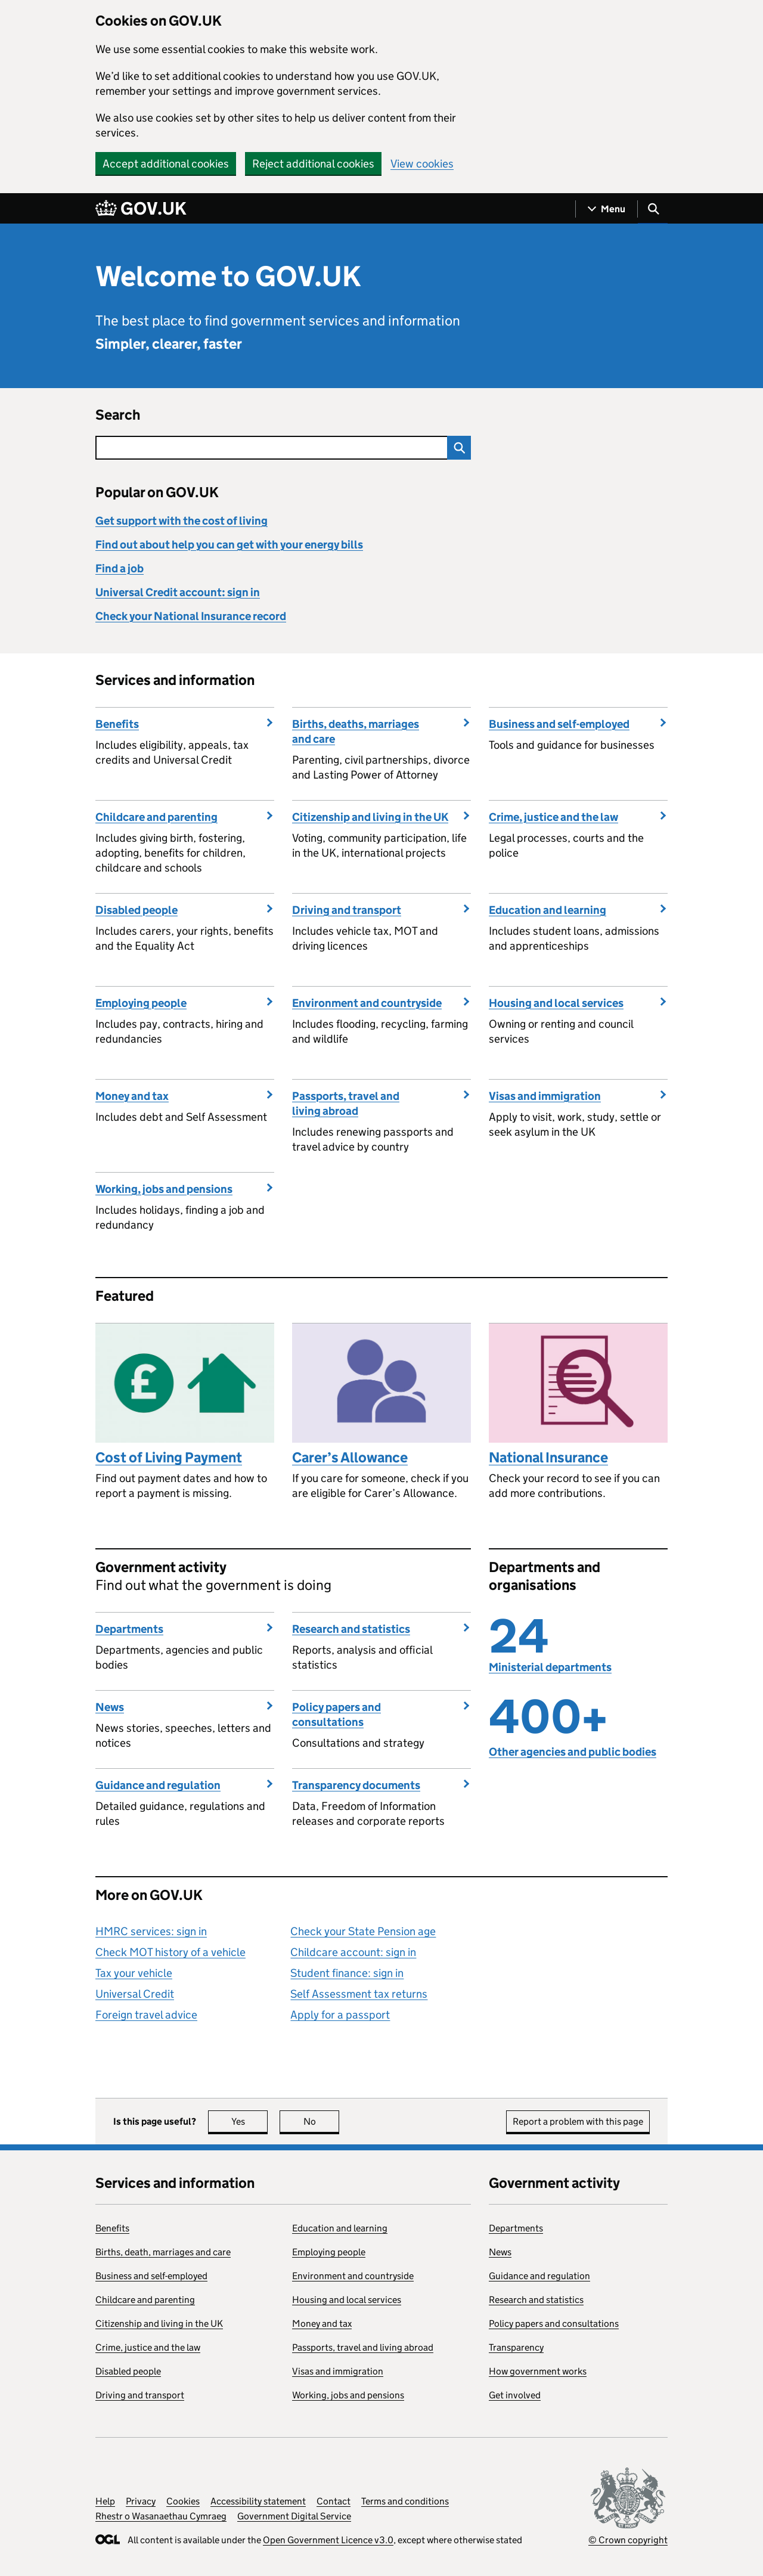 Cookies on GOV.UK
We use some essential cookies to make this website work.
We’d like to set additional cookies to understand how you use GOV.UK,
remember your settings and improve government services.
We also use cookies set by other sites to help us deliver content from their
services.
Accept additional cookies Reject additional cookies View cookies
GOV.UK Menu
Welcome to GOV.UK
The best place to find government services and information
Simpler, clearer, faster
Search
Popular on GOV.UK
Get support with the cost of living
Find out about help you can get with your energy bills
Find a job
Universal Credit account: sign in
Check your National Insurance record
Services and information
Benefits
Includes eligibility, appeals, tax
credits and Universal Credit
Births, deaths, marriages
and care
Parenting, civil partnerships, divorce
and Lasting Power of Attorney
Business and self-employed
Tools and guidance for businesses
Childcare and parenting
Includes giving birth, fostering,
adopting, benefits for children,
childcare and schools
Citizenship and living in the UK
Voting, community participation, life
in the UK, international projects
Crime, justice and the law
Legal processes, courts and the
police
Disabled people
Includes carers, your rights, benefits
and the Equality Act
Driving and transport
Includes vehicle tax, MOT and
driving licences
Education and learning
Includes student loans, admissions
and apprenticeships
Employing people
Includes pay, contracts, hiring and
redundancies
Environment and countryside
Includes flooding, recycling, farming
and wildlife
Housing and local services
Owning or renting and council
services
Money and tax
Includes debt and Self Assessment
Passports, travel and
living abroad
Includes renewing passports and
travel advice by country
Visas and immigration
Apply to visit, work, study, settle or
seek asylum in the UK
Working, jobs and pensions
Includes holidays, finding a job and
redundancy
Featured
£
Cost of Living Payment
Find out payment dates and how to
report a payment is missing.
Carer’s Allowance
If you care for someone, check if you
are eligible for Carer’s Allowance.
National Insurance
Check your record to see if you can
add more contributions.
Government activity
Find out what the government is doing
Departments
Departments, agencies and public
bodies
Research and statistics
Reports, analysis and official
statistics
News
News stories, speeches, letters and
notices
Policy papers and
consultations
Consultations and strategy
Guidance and regulation
Detailed guidance, regulations and
rules
Transparency documents
Data, Freedom of Information
releases and corporate reports
Departments and
organisations
24
Ministerial departments
400+
Other agencies and public bodies
More on GOV.UK
HMRC services: sign in
Check MOT history of a vehicle
Tax your vehicle
Universal Credit
Foreign travel advice
Check your State Pension age
Childcare account: sign in
Student finance: sign in
Self Assessment tax returns
Apply for a passport
Is this page useful? Yes No Report a problem with this page
Services and information
Benefits
Births, death, marriages and care
Business and self-employed
Childcare and parenting
Citizenship and living in the UK
Crime, justice and the law
Disabled people
Driving and transport
Education and learning
Employing people
Environment and countryside
Housing and local services
Money and tax
Passports, travel and living abroad
Visas and immigration
Working, jobs and pensions
Government activity
Departments
News
Guidance and regulation
Research and statistics
Policy papers and consultations
Transparency
How government works
Get involved
Help Privacy Cookies Accessibility statement Contact Terms and conditions
Rhestr o Wasanaethau Cymraeg Government Digital Service
OGL All content is available under the Open Government Licence v3.0, except where otherwise stated
© Crown copyright